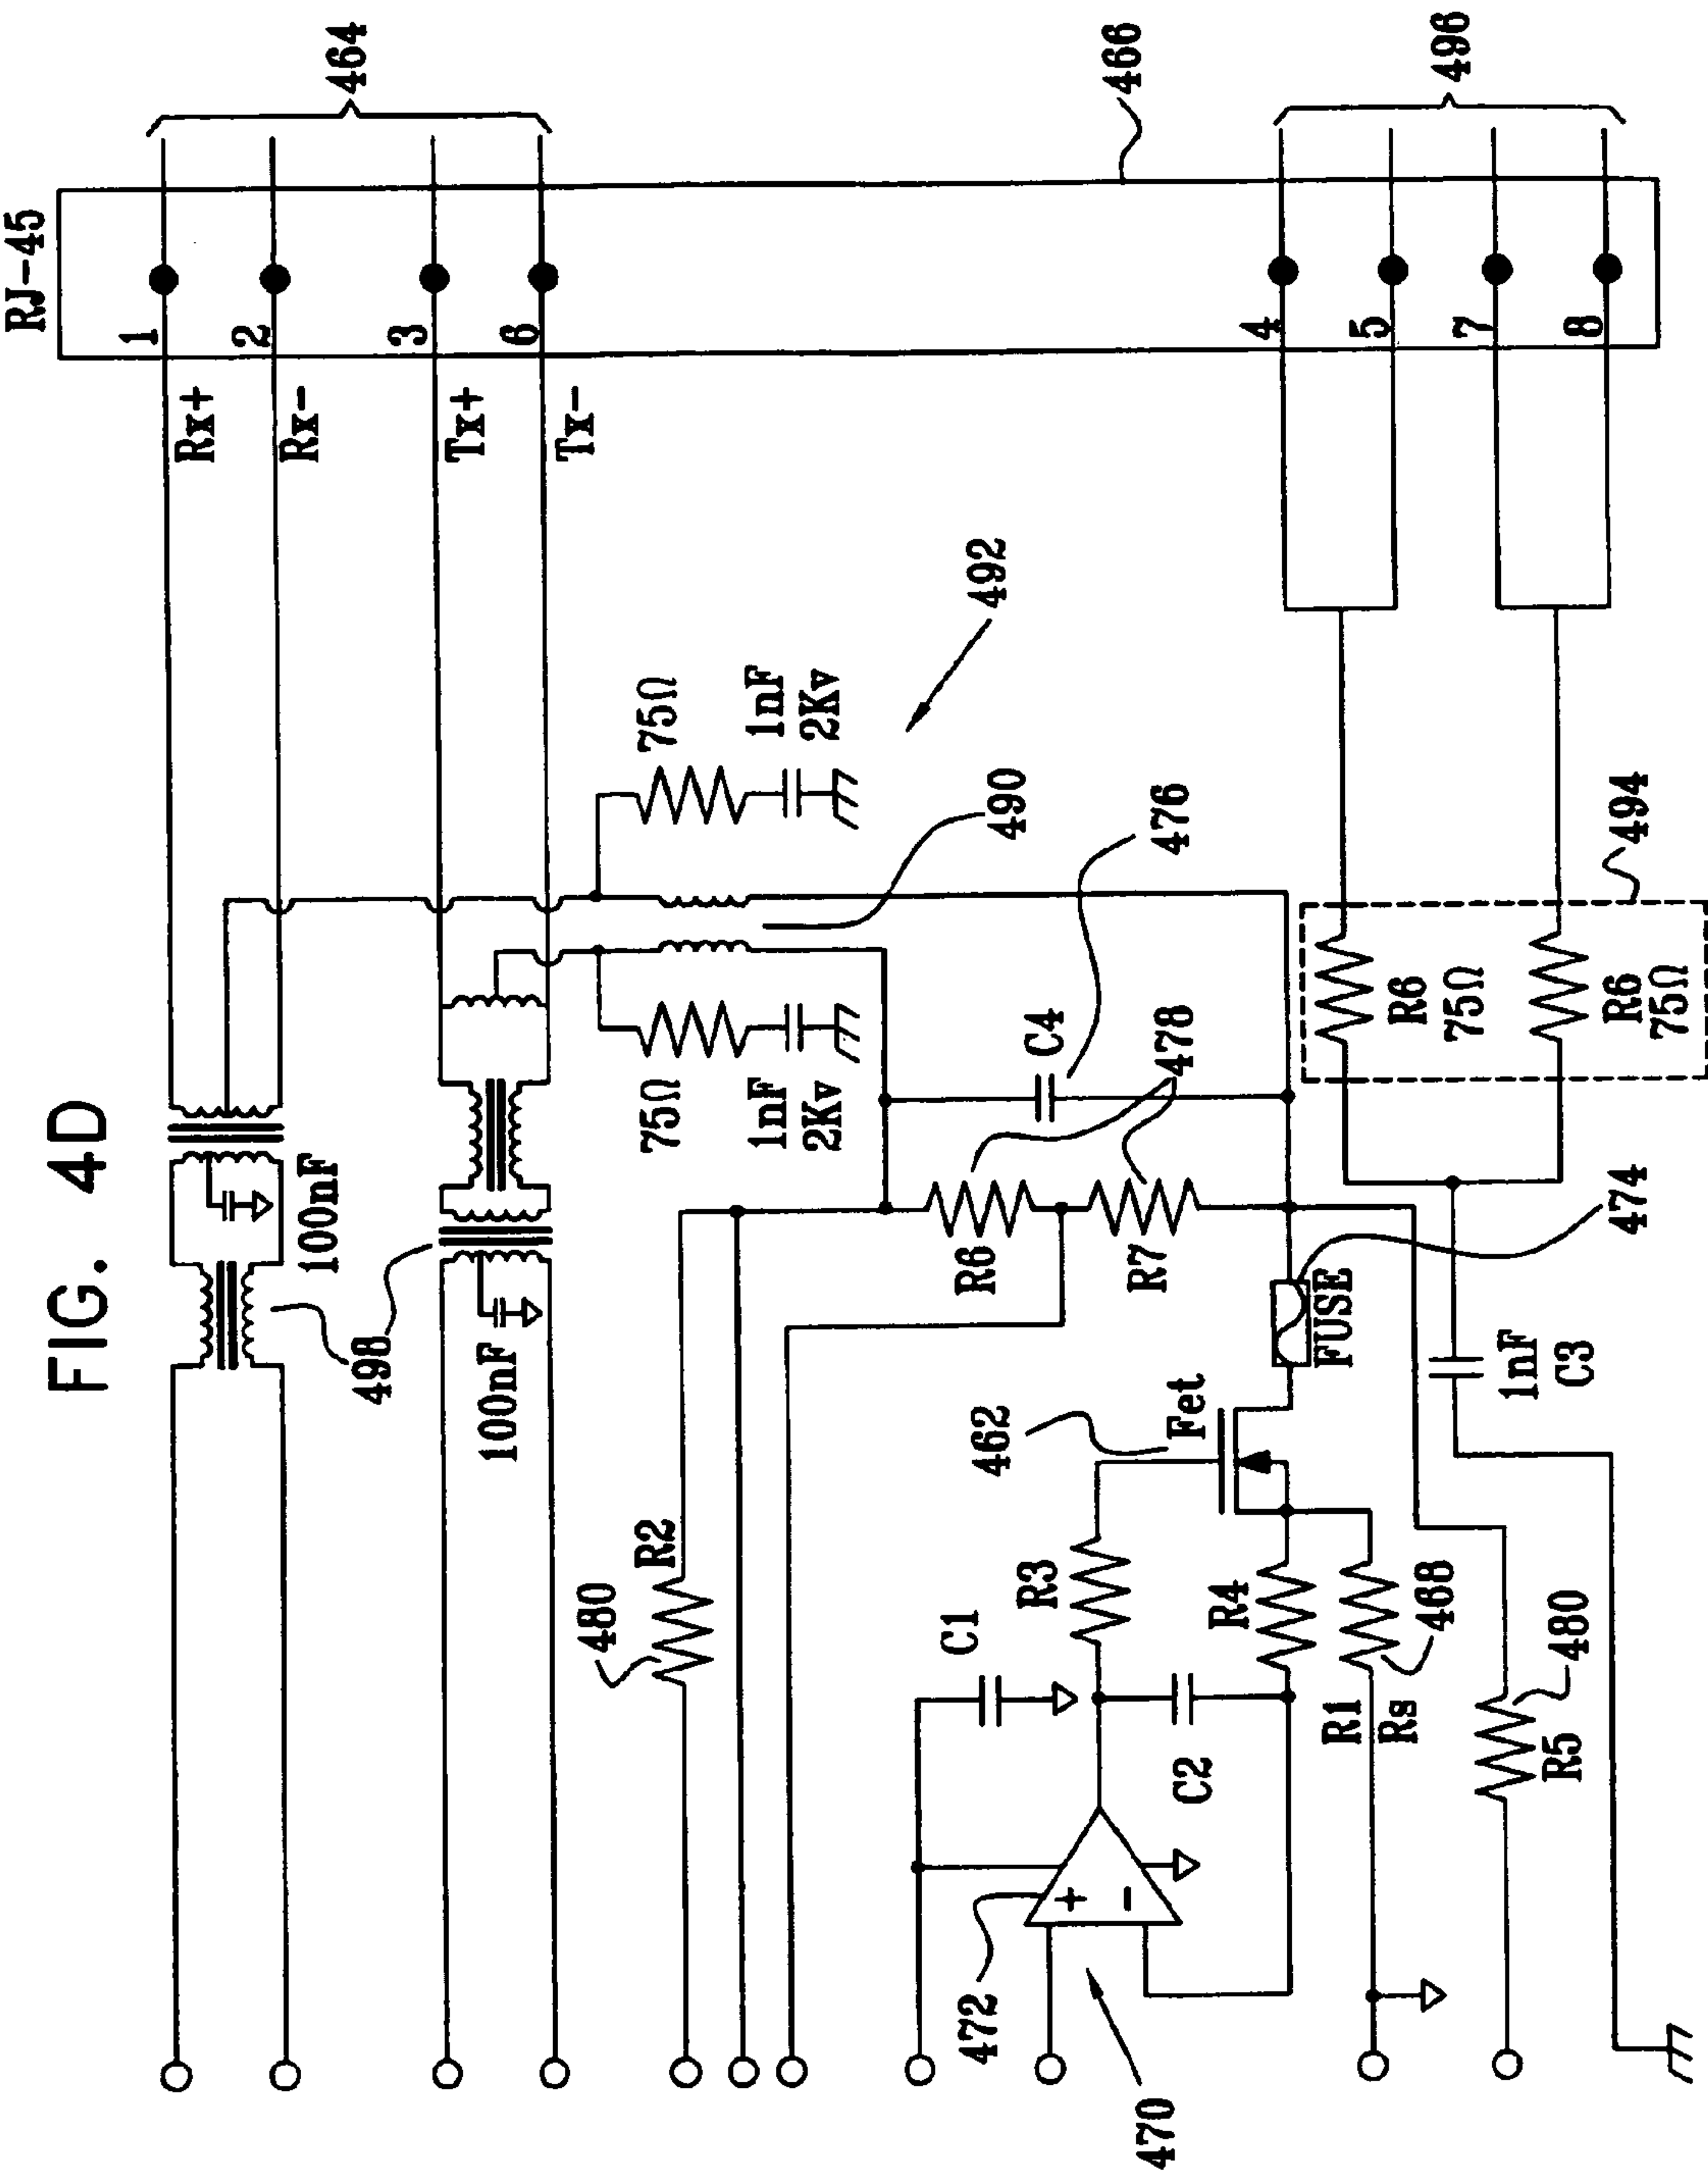 FIG. 4D
RJ-45
464
466
496
1
2
3
6
4
5
7
8
Rx+
Rx-
Tx+
Tx-
492
75Ω
1nF
2Kv
490
476
494
75Ω
1nF
2Kv
C4
478
R6
75Ω
R6
75Ω
100nF
498
100nF
R6
R7
474
FUSE
1nF
C3
462
Fet
R2
480
R3
C1
R4
468
480
R1
Rs
C2
R5
+
-
472
470